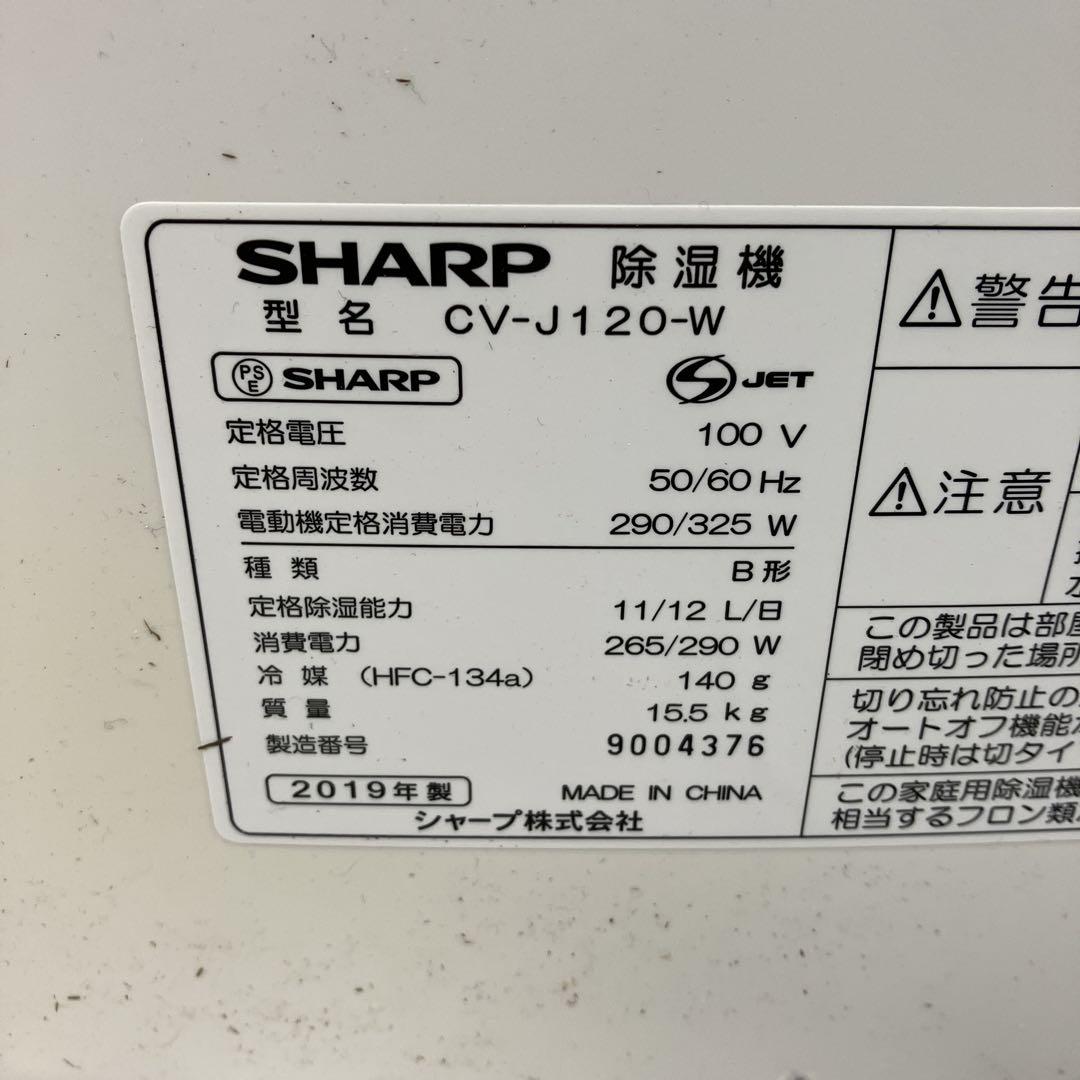 SHARP 除湿機
型名 CV-J120-W
PSE SHARP
JET
定格電圧 100 V
定格周波数 50/60 Hz
電動機定格消費電力 290/325 W
種類 B形
定格除湿能力 11/12 L/日
消費電力 265/290 W
冷媒 (HFC-134a) 140 g
質量 15.5 kg
製造番号 9004376
2019年製 MADE IN CHINA
シャープ株式会社
警告
注意
この製品は部屋
閉め切った場所
切り忘れ防止の
オートオフ機能
(停止時は切タイ
この家庭用除湿機
相当するフロン類